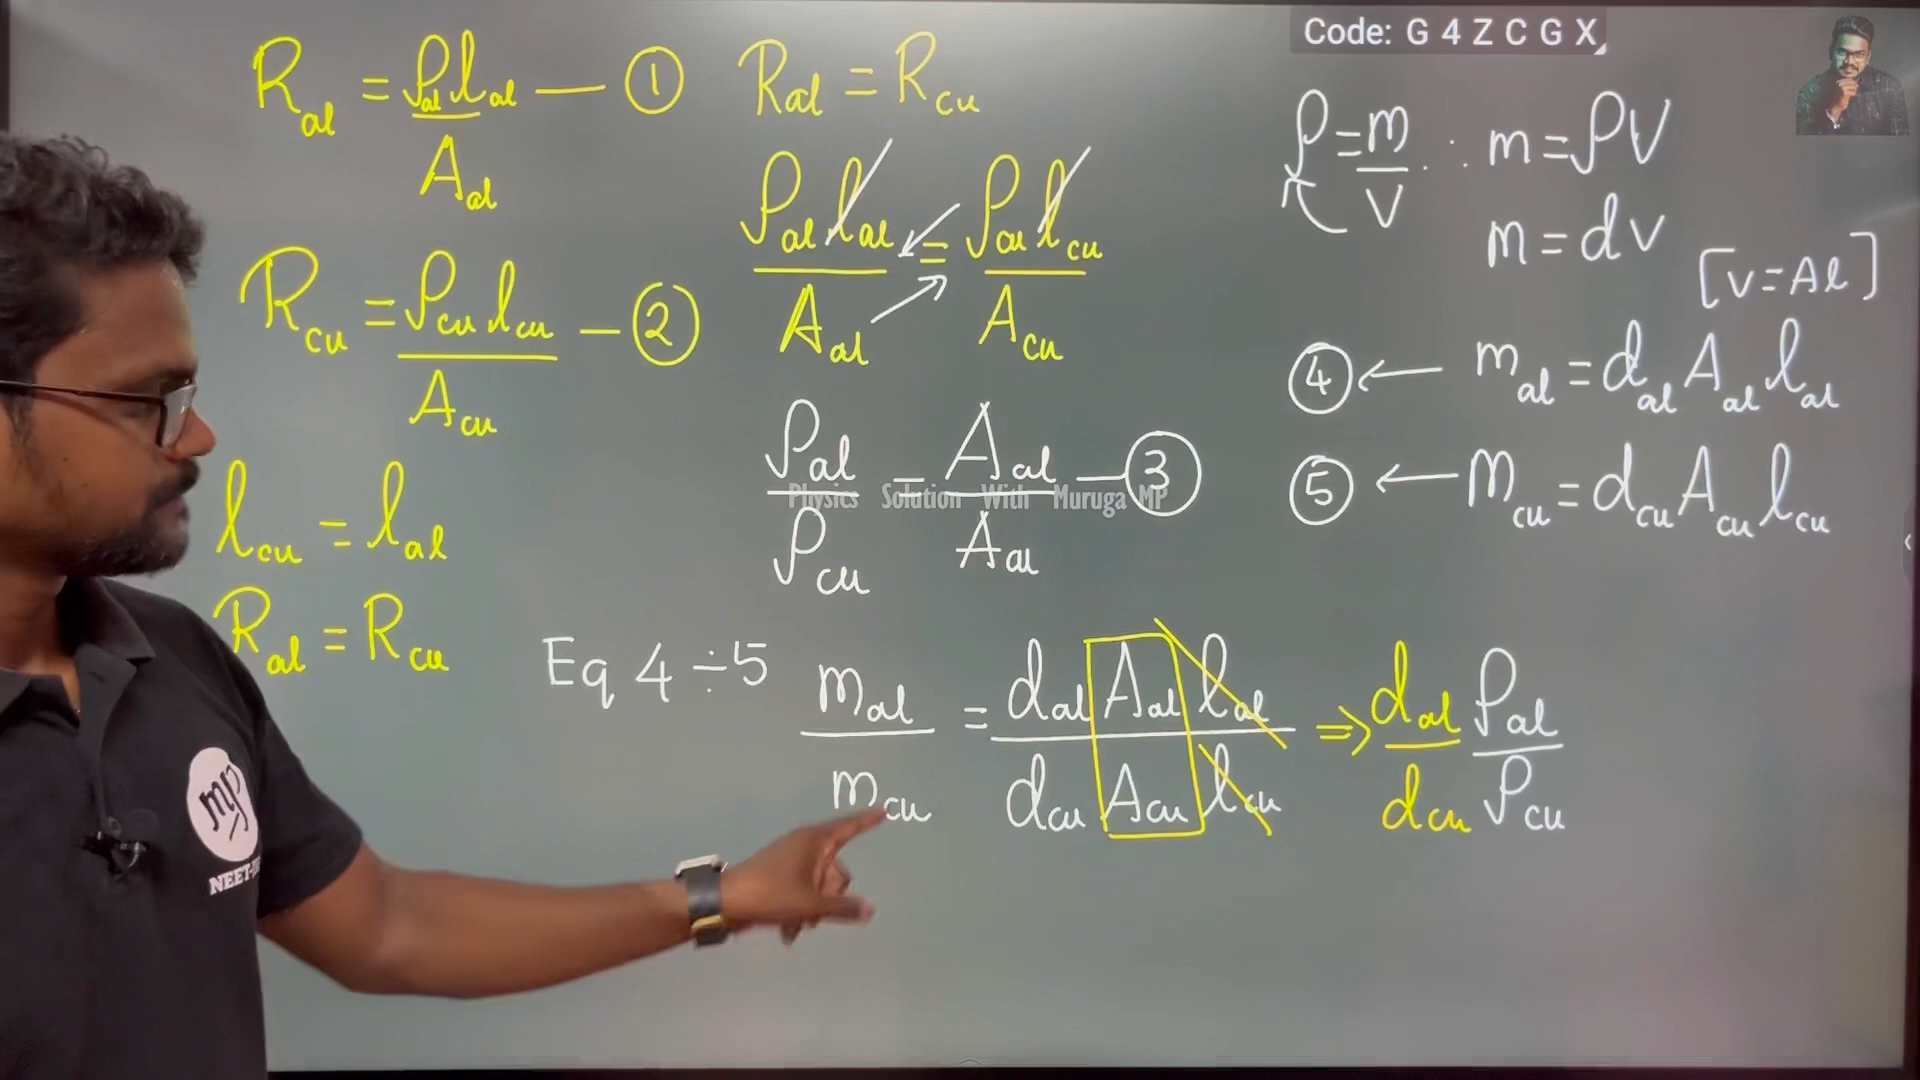 Code: G 4 Z C G X
R_al = ρ_al l_al / A_al — ①
R_al = R_cu
ρ_al l_al / A_al = ρ_cu l_cu / A_cu
ρ = m / V ∴ m = ρV
m = dv
[v = Al]
R_cu = ρ_cu l_cu / A_cu — ②
④ ← m_al = d_al A_al l_al
ρ_al / ρ_cu = A_al / A_cu — ③
⑤ ← m_cu = d_cu A_cu l_cu
Physics Solution With Muruga MP
l_cu = l_al
R_al = R_cu
Eq 4 ÷ 5
m_al / m_cu = d_al A_al l_al / d_cu A_cu l_cu ⇒ d_al / d_cu ρ_al / ρ_cu
mp